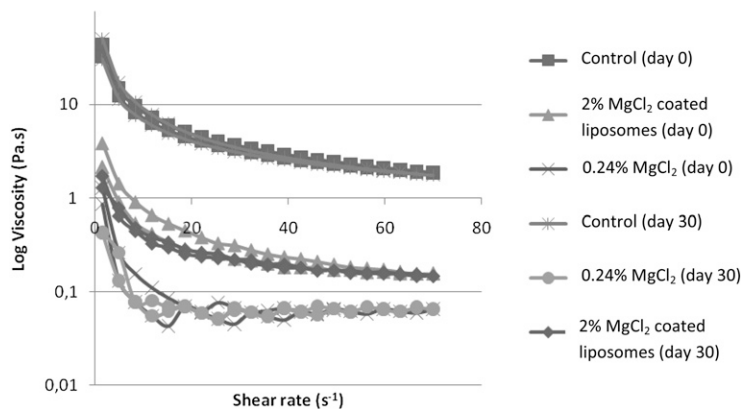 Log Viscosity (Pa.s)
10
1
0,1
0,01
0
20
40
60
80
Shear rate (s⁻¹)
Control (day 0)
2% MgCl₂ coated
liposomes (day 0)
0.24% MgCl₂ (day 0)
Control (day 30)
0.24% MgCl₂ (day 30)
2% MgCl₂ coated
liposomes (day 30)